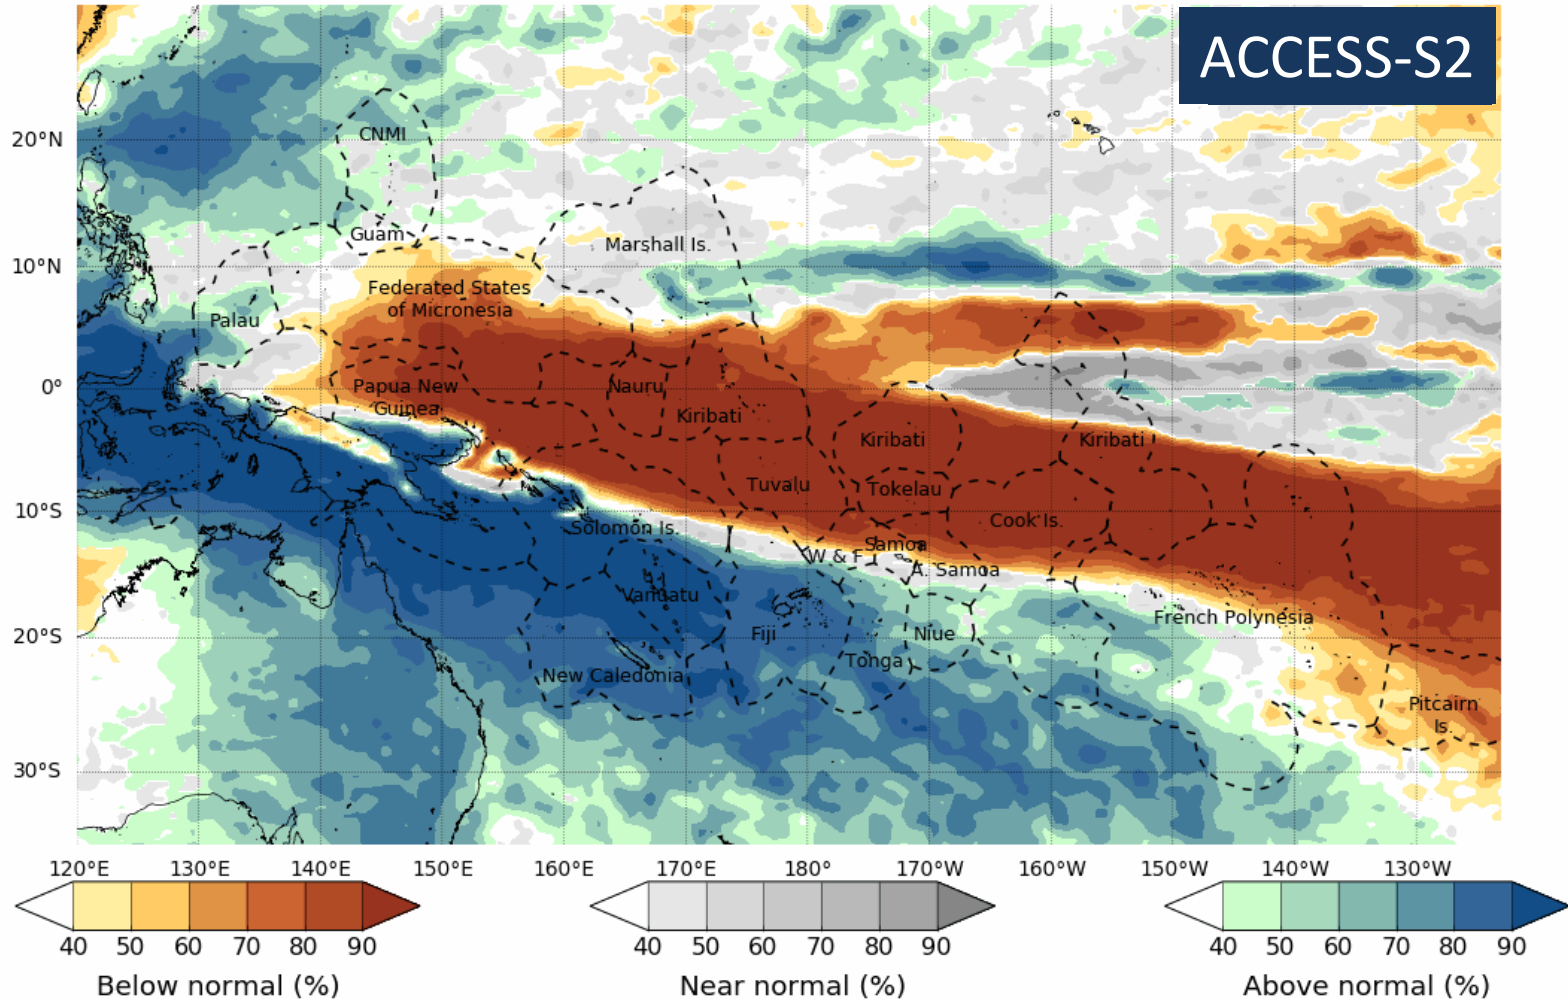 ACCESS-S2
20°N
10°N
0°
10°S
20°S
30°S
CNMI
Guam
Marshall Is.
Federated States
of Micronesia
Palau
Papua New
Guinea
Nauru
Kiribati
Kiribati
Kiribati
Tuvalu
Tokelau
Cook Is.
Solomon Is.
Samoa
W & F
A. Samoa
Vanuatu
French Polynesia
Fiji
Niue
Tonga
New Caledonia
Pitcairn
Is.
120°E 130°E 140°E 150°E 160°E 170°E 180° 170°W 160°W 150°W 140°W 130°W
40 50 60 70 80 90
Below normal (%)
40 50 60 70 80 90
Near normal (%)
40 50 60 70 80 90
Above normal (%)